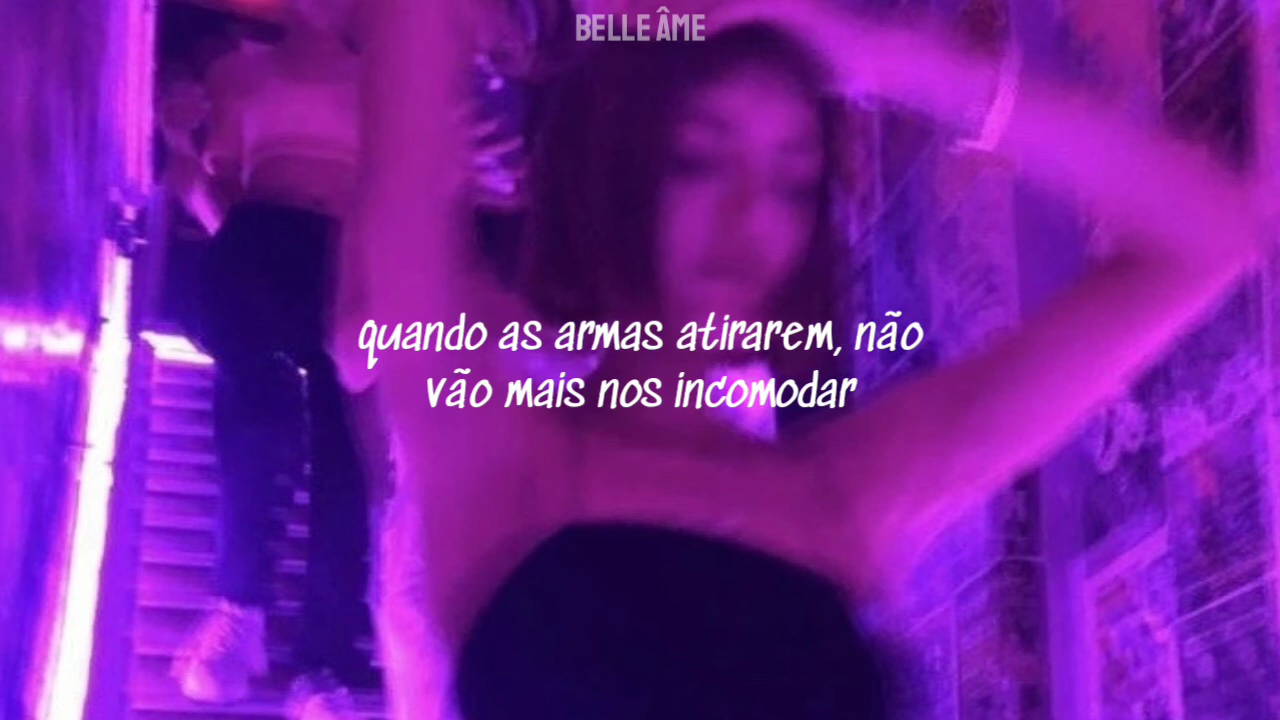 BELLE ÂME
quando as armas atirarem, não
vão mais nos incomodar